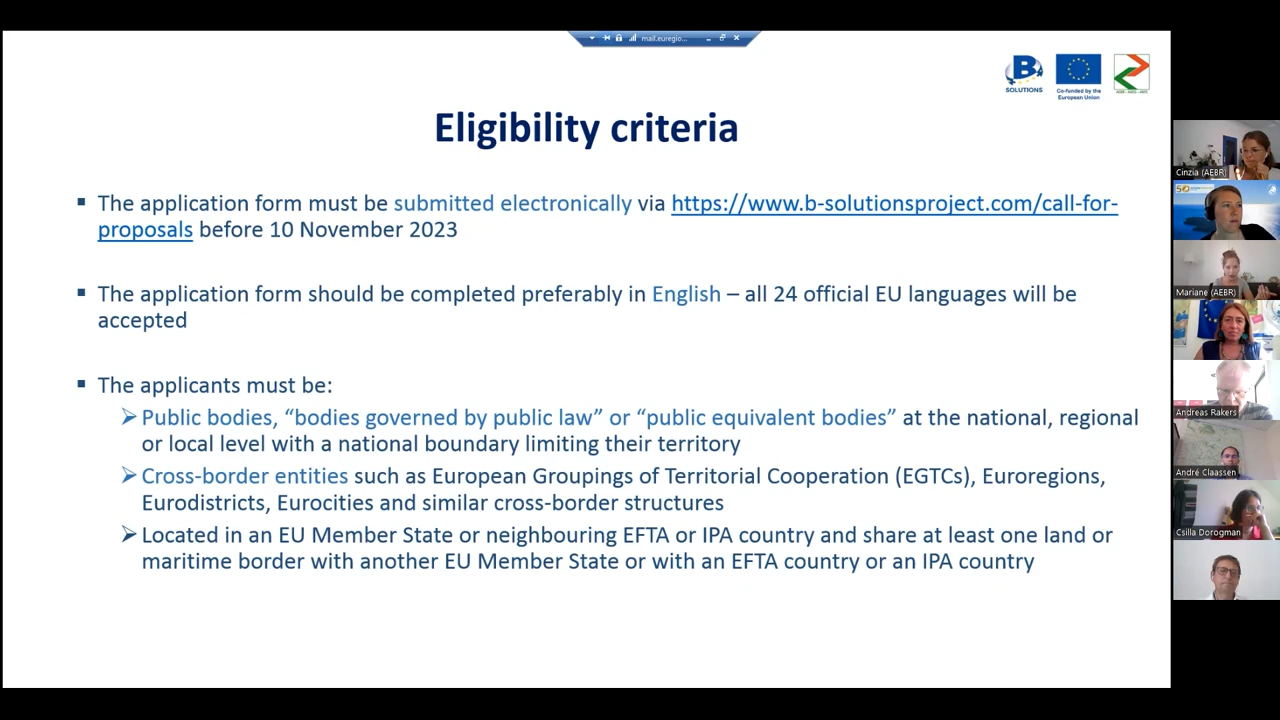 mail.euregio...
B
SOLUTIONS
Co-funded by the
European Union
Eligibility criteria
▪ The application form must be submitted electronically via https://www.b-solutionsproject.com/call-for-
proposals before 10 November 2023
▪ The application form should be completed preferably in English – all 24 official EU languages will be
accepted
▪ The applicants must be:
➢ Public bodies, “bodies governed by public law” or “public equivalent bodies” at the national, regional
or local level with a national boundary limiting their territory
➢ Cross-border entities such as European Groupings of Territorial Cooperation (EGTCs), Euroregions,
Eurodistricts, Eurocities and similar cross-border structures
➢ Located in an EU Member State or neighbouring EFTA or IPA country and share at least one land or
maritime border with another EU Member State or with an EFTA country or an IPA country
Cinzia (AEBR)
Mariane (AEBR)
Andreas Rakers
André Claassen
Csilla Dorogman